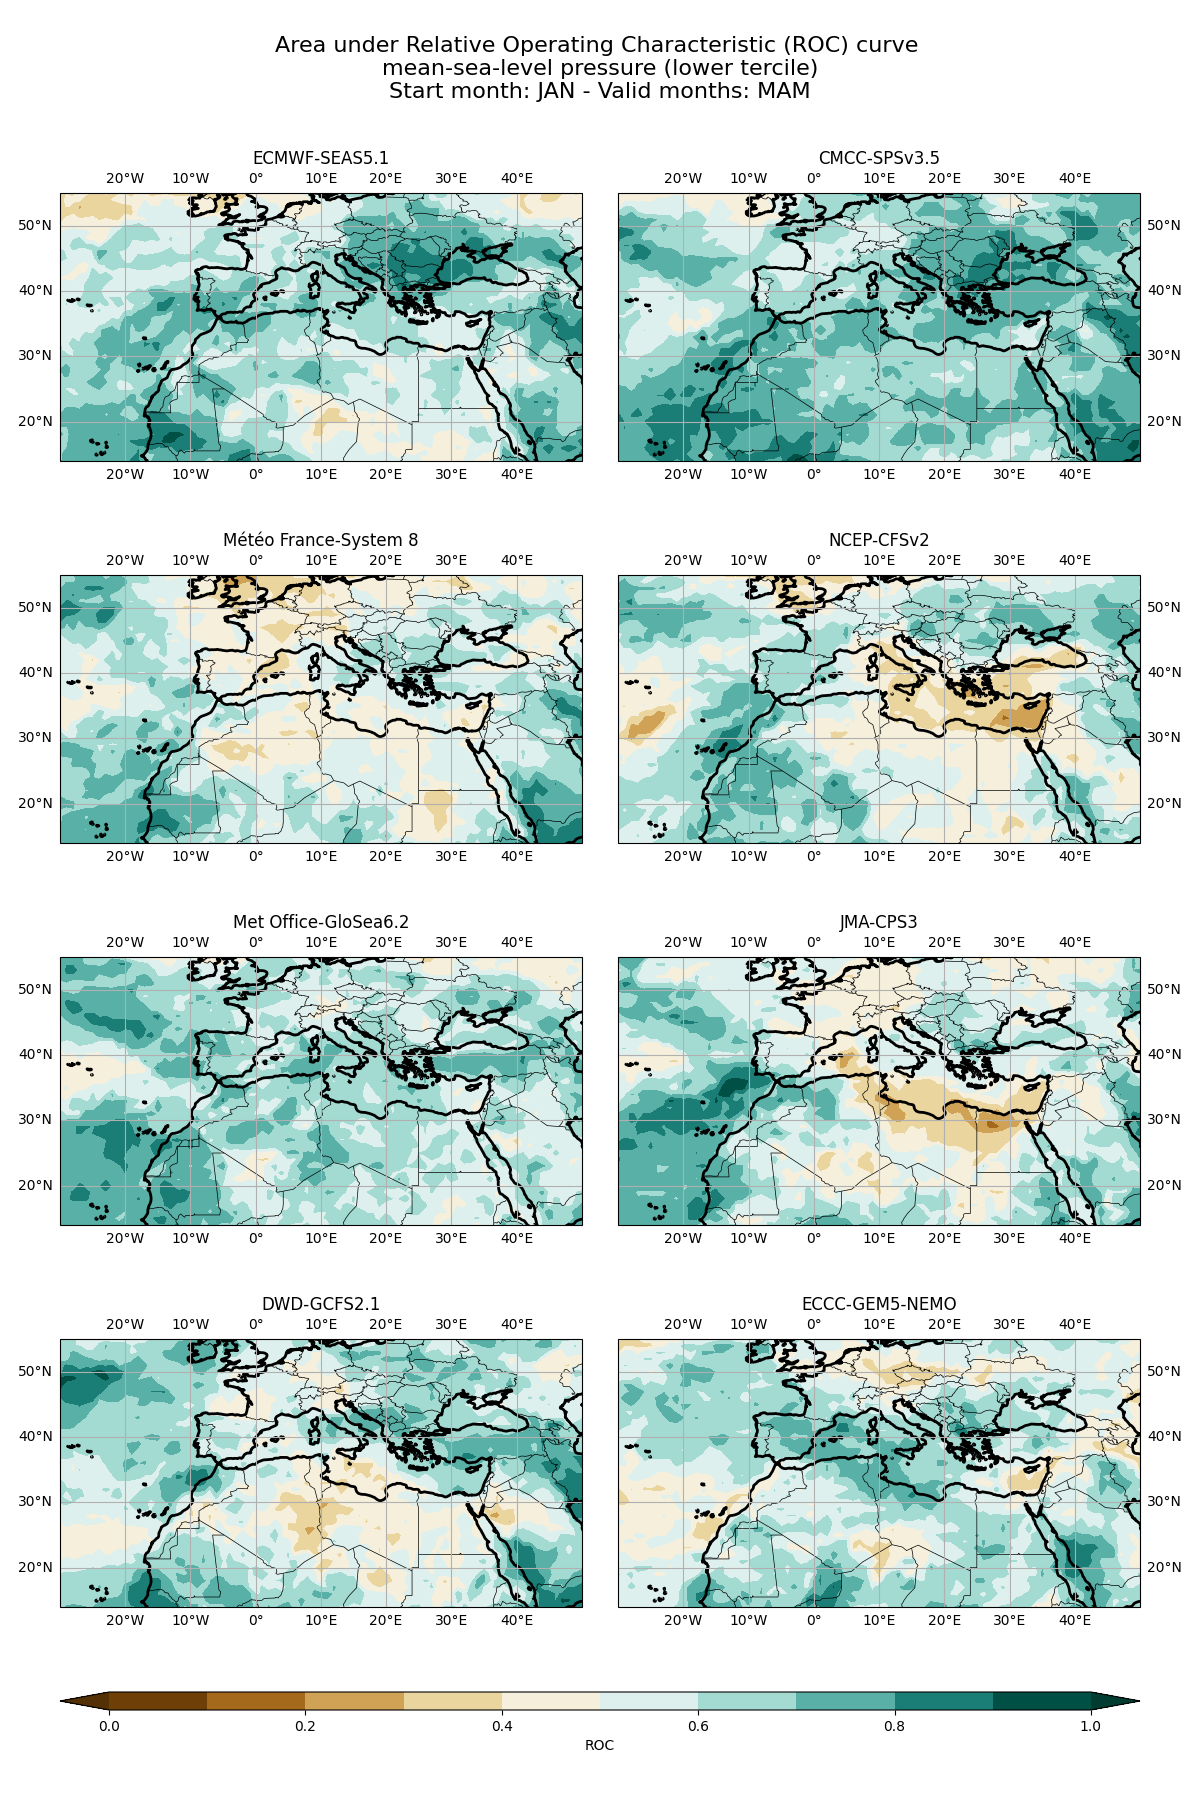 Area under Relative Operating Characteristic (ROC) curve
mean-sea-level pressure (lower tercile)
Start month: JAN - Valid months: MAM
ECMWF-SEAS5.1
20°W 10°W 0° 10°E 20°E 30°E 40°E
50°N
40°N
30°N
20°N
20°W 10°W 0° 10°E 20°E 30°E 40°E
CMCC-SPSv3.5
20°W 10°W 0° 10°E 20°E 30°E 40°E
50°N
40°N
30°N
20°N
20°W 10°W 0° 10°E 20°E 30°E 40°E
Météo France-System 8
20°W 10°W 0° 10°E 20°E 30°E 40°E
50°N
40°N
30°N
20°N
20°W 10°W 0° 10°E 20°E 30°E 40°E
NCEP-CFSv2
20°W 10°W 0° 10°E 20°E 30°E 40°E
50°N
40°N
30°N
20°N
20°W 10°W 0° 10°E 20°E 30°E 40°E
Met Office-GloSea6.2
20°W 10°W 0° 10°E 20°E 30°E 40°E
50°N
40°N
30°N
20°N
20°W 10°W 0° 10°E 20°E 30°E 40°E
JMA-CPS3
20°W 10°W 0° 10°E 20°E 30°E 40°E
50°N
40°N
30°N
20°N
20°W 10°W 0° 10°E 20°E 30°E 40°E
DWD-GCFS2.1
20°W 10°W 0° 10°E 20°E 30°E 40°E
50°N
40°N
30°N
20°N
20°W 10°W 0° 10°E 20°E 30°E 40°E
ECCC-GEM5-NEMO
20°W 10°W 0° 10°E 20°E 30°E 40°E
50°N
40°N
30°N
20°N
20°W 10°W 0° 10°E 20°E 30°E 40°E
0.0 0.2 0.4 0.6 0.8 1.0
ROC